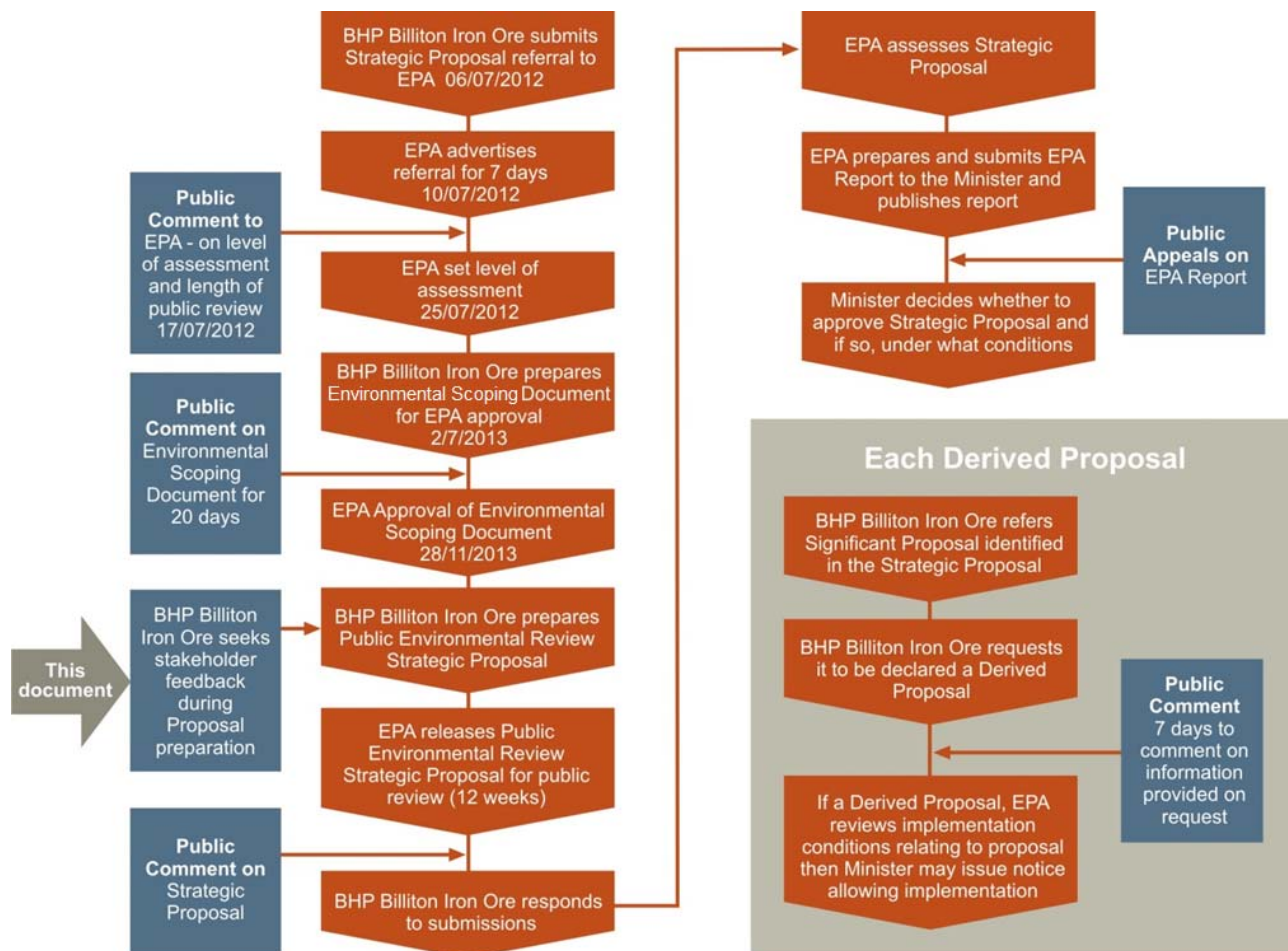 BHP Billiton Iron Ore submits
Strategic Proposal referral to
EPA 06/07/2012
EPA advertises
referral for 7 days
10/07/2012
Public
Comment to
EPA - on level
of assessment
and length of
public review
17/07/2012
EPA set level of
assessment
25/07/2012
BHP Billiton Iron Ore prepares
Environmental Scoping Document
for EPA approval
2/7/2013
Public
Comment on
Environmental
Scoping
Document for
20 days
EPA Approval of Environmental
Scoping Document
28/11/2013
This
document
BHP Billiton
Iron Ore seeks
stakeholder
feedback
during
Proposal
preparation
BHP Billiton Iron Ore prepares
Public Environmental Review
Strategic Proposal
EPA releases Public
Environmental Review
Strategic Proposal for public
review (12 weeks)
Public
Comment on
Strategic
Proposal
BHP Billiton Iron Ore responds
to submissions
EPA assesses Strategic
Proposal
EPA prepares and submits EPA
Report to the Minister and
publishes report
Public
Appeals on
EPA Report
Minister decides whether to
approve Strategic Proposal and
if so, under what conditions
Each Derived Proposal
BHP Billiton Iron Ore refers
Significant Proposal identified
in the Strategic Proposal
BHP Billiton Iron Ore requests
it to be declared a Derived
Proposal
Public
Comment
7 days to
comment on
information
provided on
request
If a Derived Proposal, EPA
reviews implementation
conditions relating to proposal
then Minister may issue notice
allowing implementation